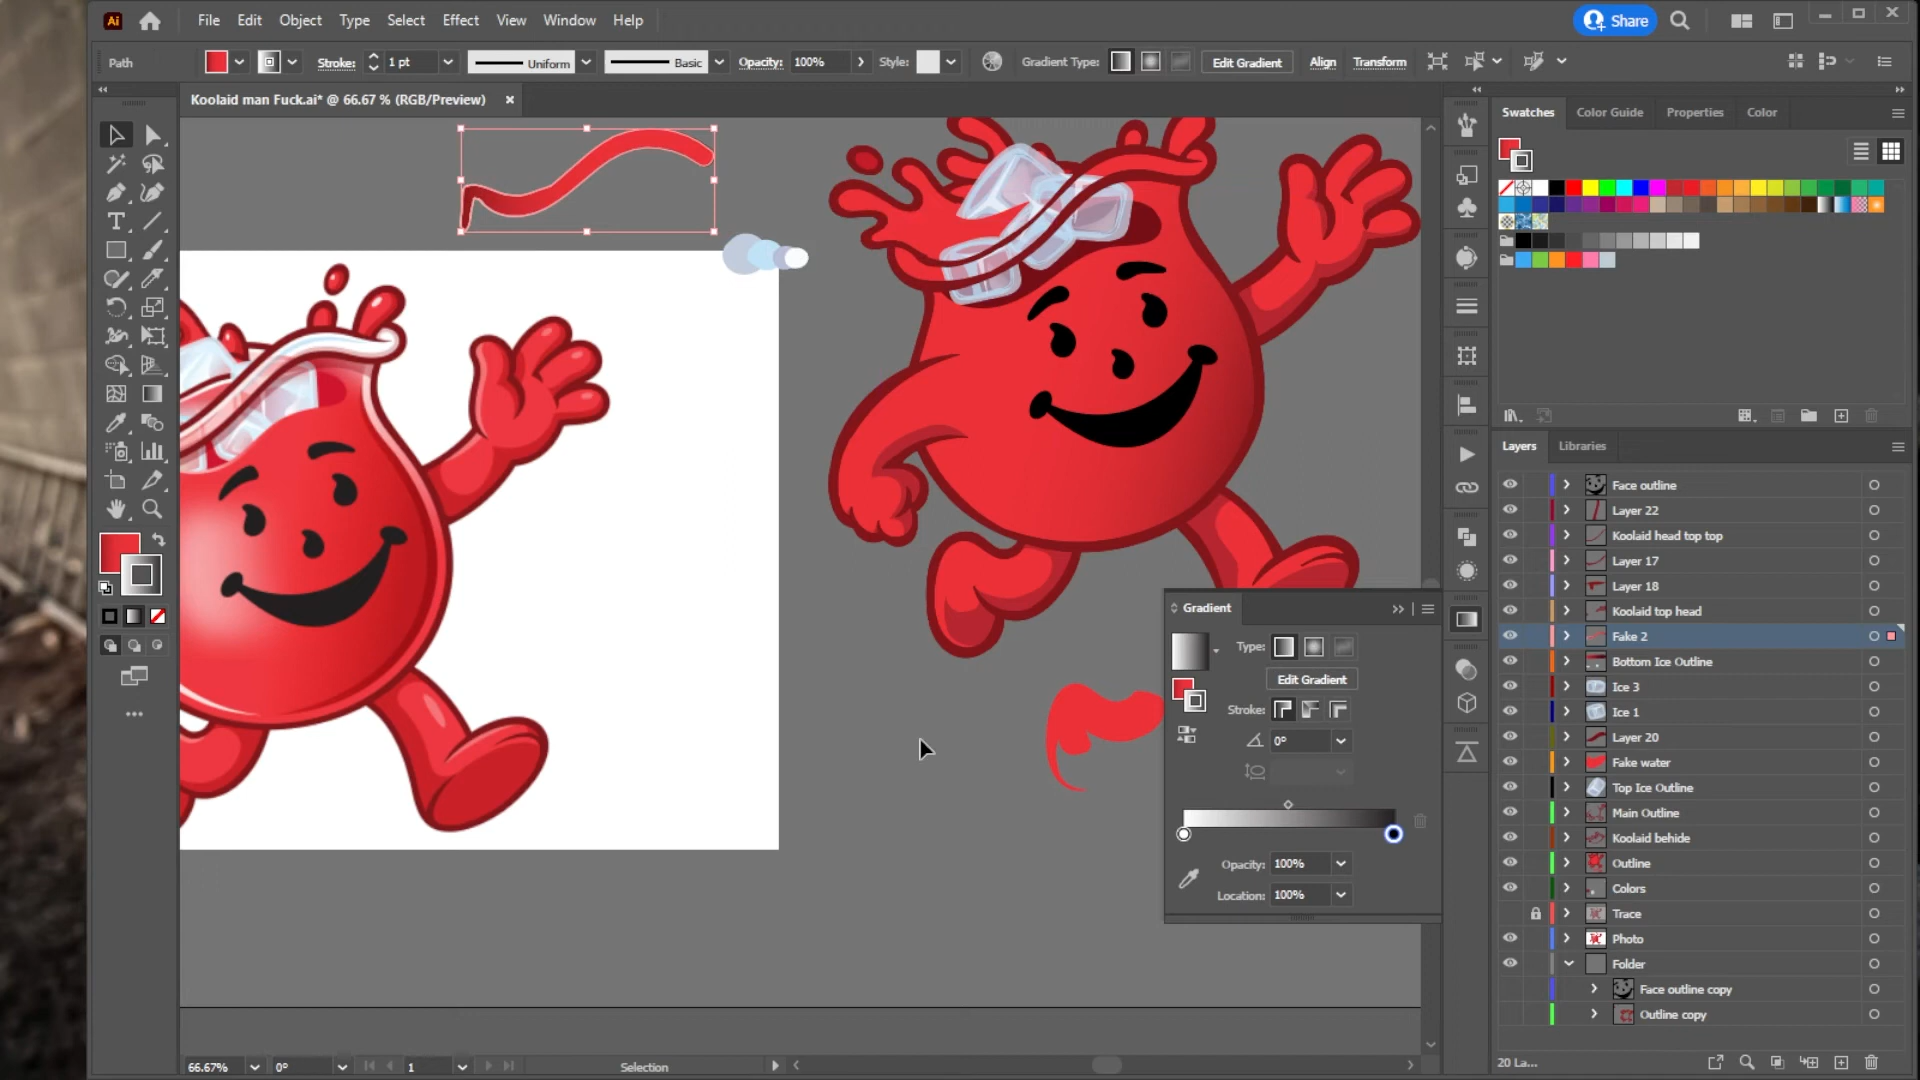 Ai File Edit Object Type Select Effect View Window Help Share
Path Stroke: 1 pt Uniform Basic Opacity: 100% Style: Gradient Type: Edit Gradient Align Transform
Koolaid man Fuck.ai* @ 66.67 % (RGB/Preview) ×
Swatches Color Guide Properties Color
Layers Libraries
Face outline
Layer 22
Koolaid head top top
Layer 17
Layer 18
Koolaid top head
Fake 2
Bottom Ice Outline
Ice 3
Ice 1
Layer 20
Fake water
Top Ice Outline
Main Outline
Koolaid behide
Outline
Colors
Trace
Photo
Folder
Face outline copy
Outline copy
20 La...
Gradient
Type:
Edit Gradient
Stroke:
0°
Opacity: 100%
Location: 100%
66.67% 0° 1 Selection